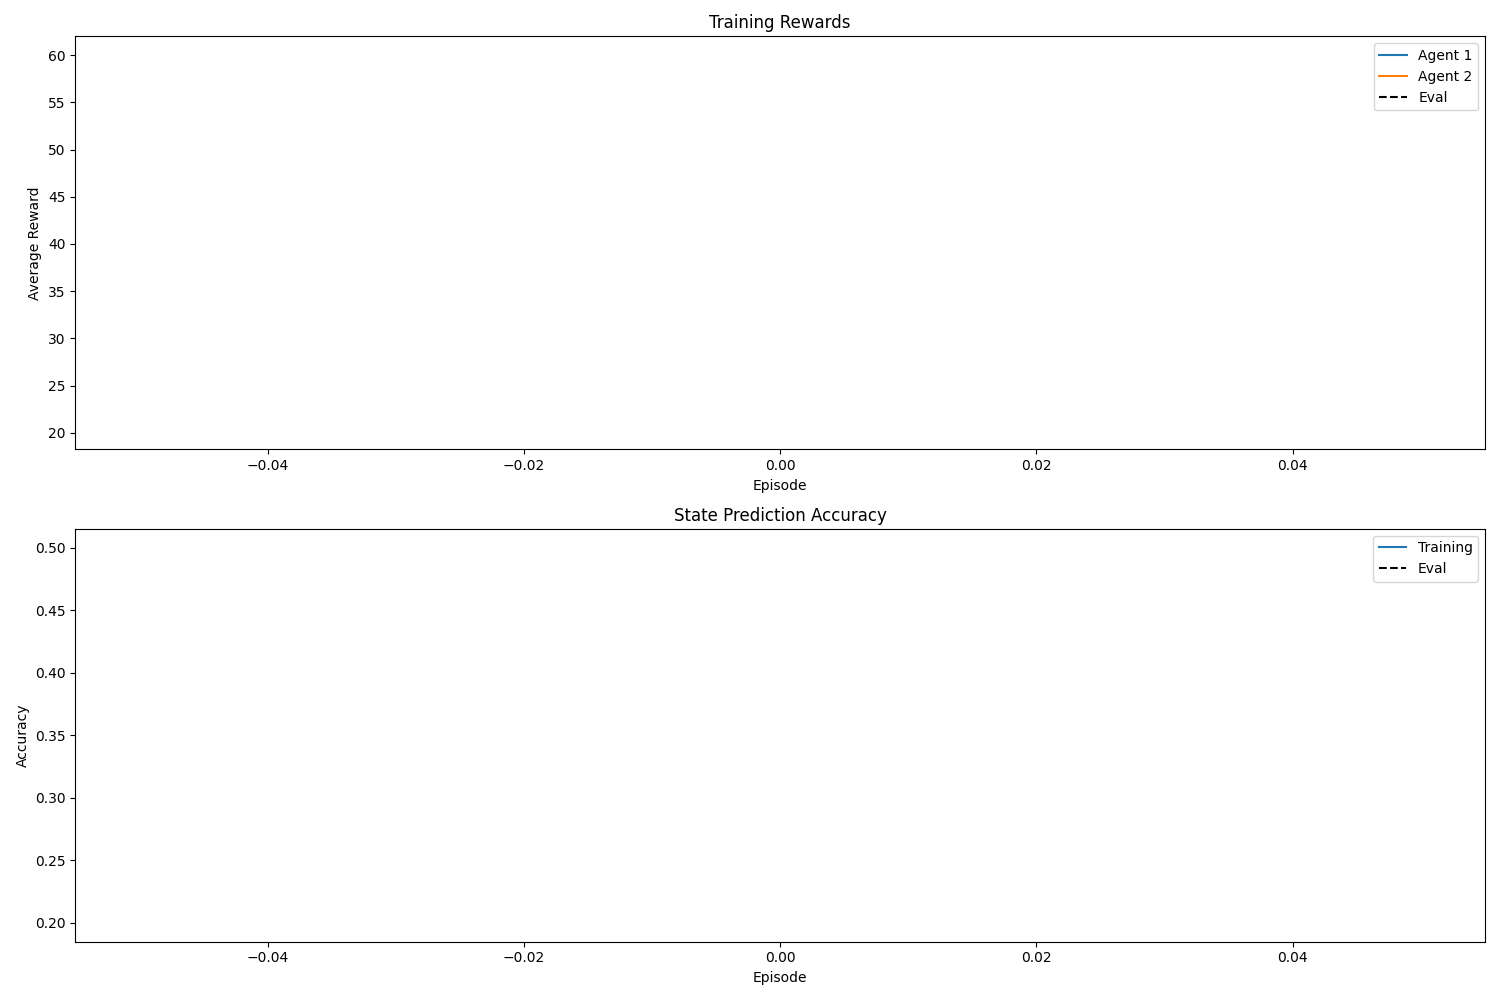 Training Rewards
60
55
50
45
40
35
30
25
20
Average Reward
Agent 1
Agent 2
Eval
−0.04
−0.02
0.00
0.02
0.04
Episode
State Prediction Accuracy
0.50
0.45
0.40
0.35
0.30
0.25
0.20
Accuracy
Training
Eval
−0.04
−0.02
0.00
0.02
0.04
Episode